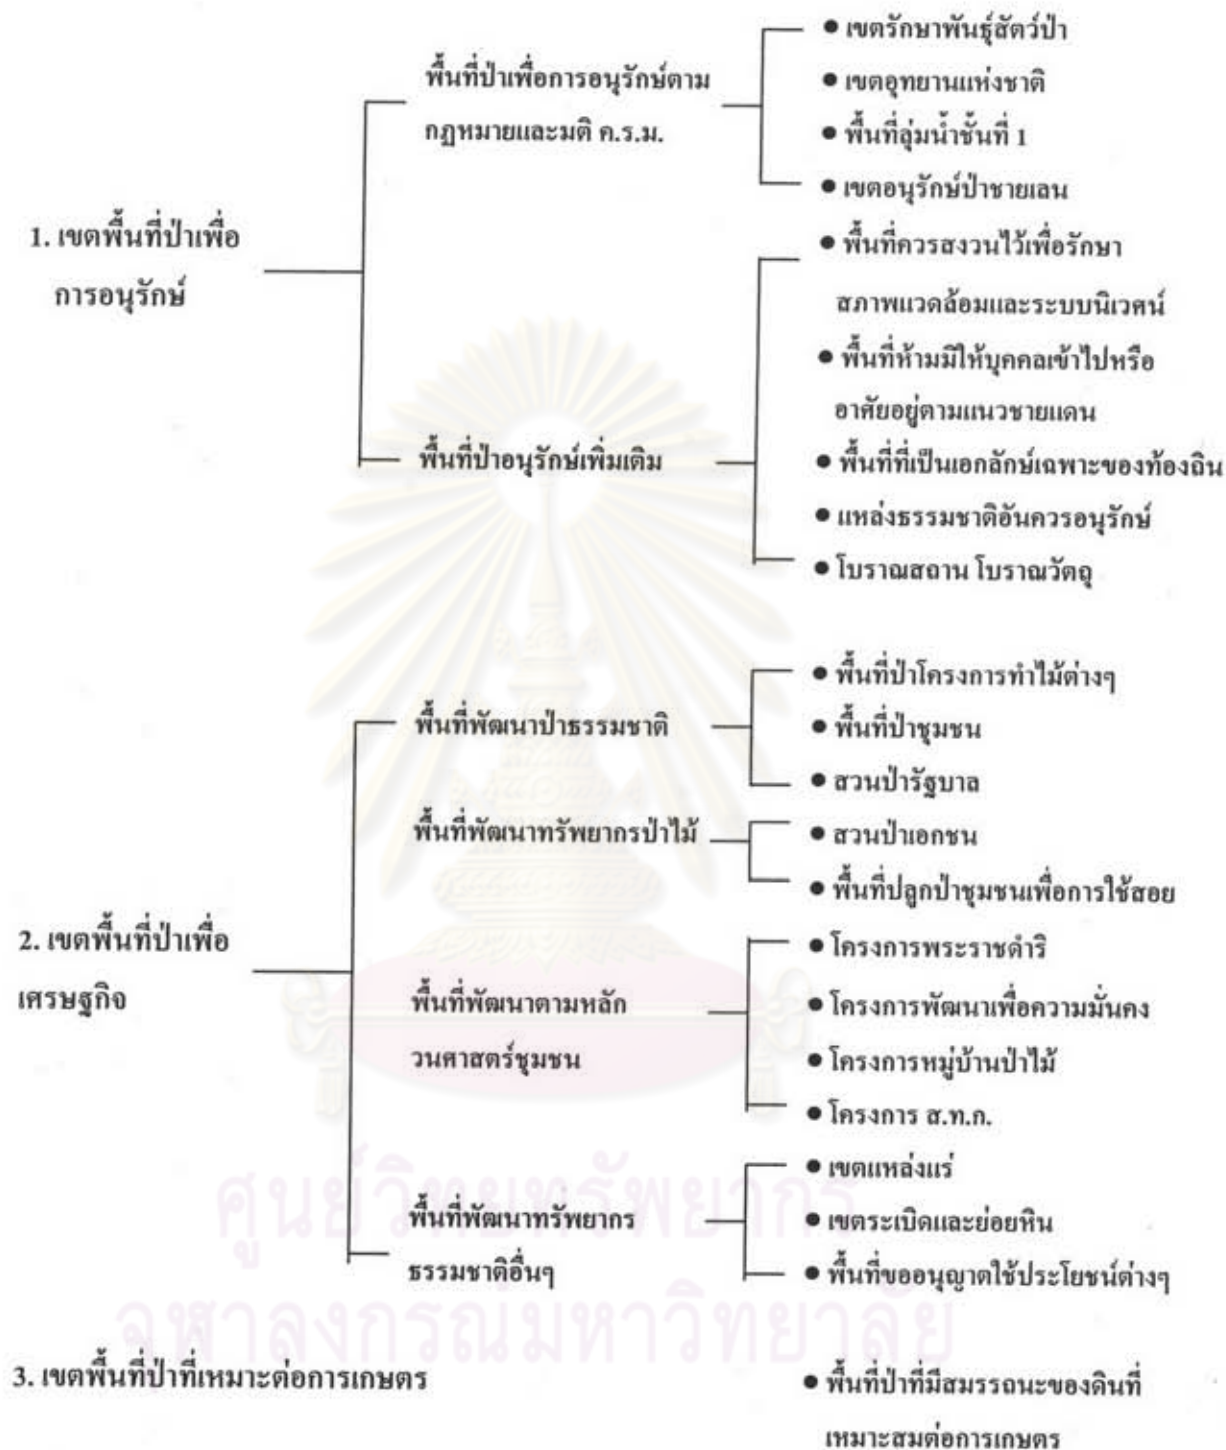 1. เขตพื้นที่ป่าเพื่อ
การอนุรักษ์
พื้นที่ป่าเพื่อการอนุรักษ์ตาม
กฎหมายและมติ ค.ร.ม.
● เขตรักษาพันธุ์สัตว์ป่า
● เขตอุทยานแห่งชาติ
● พื้นที่ลุ่มน้ำชั้นที่ 1
● เขตอนุรักษ์ป่าชายเลน
พื้นที่ป่าอนุรักษ์เพิ่มเติม
● พื้นที่ควรสงวนไว้เพื่อรักษา
สภาพแวดล้อมและระบบนิเวศน์
● พื้นที่ห้ามมิให้บุคคลเข้าไปหรือ
อาศัยอยู่ตามแนวชายแดน
● พื้นที่ที่เป็นเอกลักษ์เฉพาะของท้องถิน
● แหล่งธรรมชาติอันควรอนุรักษ์
● โบราณสถาน โบราณวัตถุ
2. เขตพื้นที่ป่าเพื่อ
เศรษฐกิจ
พื้นที่พัฒนาป่าธรรมชาติ
● พื้นที่ป่าโครงการทำไม้ต่างๆ
● พื้นที่ป่าชุมชน
● สวนป่ารัฐบาล
พื้นที่พัฒนาทรัพยากรป่าไม้
● สวนป่าเอกชน
● พื้นที่ปลูกป่าชุมชนเพื่อการใช้สอย
พื้นที่พัฒนาตามหลัก
วนศาสตร์ชุมชน
● โครงการพระราชดำริ
● โครงการพัฒนาเพื่อความมั่นคง
● โครงการหมู่บ้านป่าไม้
● โครงการ ส.ท.ก.
พื้นที่พัฒนาทรัพยากร
ธรรมชาติอื่นๆ
● เขตแหล่งแร่
● เขตระเบิดและย่อยหิน
● พื้นที่ขออนุญาตใช้ประโยชน์ต่างๆ
3. เขตพื้นที่ป่าที่เหมาะต่อการเกษตร
● พื้นที่ป่าที่มีสมรรถนะของดินที่
เหมาะสมต่อการเกษตร
ศูนย์วิทยทรัพยากร
จุฬาลงกรณ์มหาวิทยาลัย